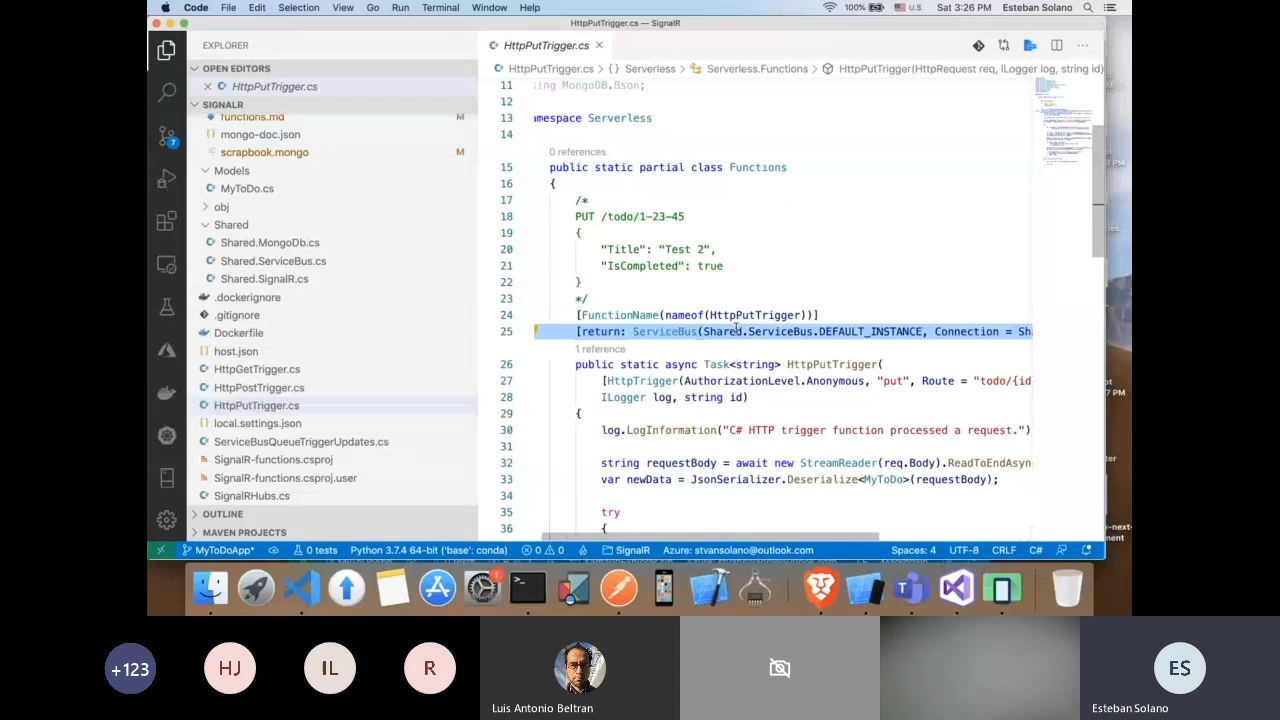 Code File Edit Selection View Go Run Terminal Window Help 100% U.S. Sat 3:26 PM Esteban Solano
HttpPutTrigger.cs — SignalR
EXPLORER
OPEN EDITORS
HttpPutTrigger.cs
SIGNALR
mongo-doc.json
scrapbook.mongo
Models
MyToDo.cs
obj
Shared
Shared.MongoDb.cs
Shared.ServiceBus.cs
Shared.SignalR.cs
.dockerignore
.gitignore
Dockerfile
host.json
HttpGetTrigger.cs
HttpPostTrigger.cs
HttpPutTrigger.cs
local.settings.json
ServiceBusQueueTriggerUpdates.cs
SignalR-functions.csproj
SignalR-functions.csproj.user
SignalRHubs.cs
OUTLINE
MAVEN PROJECTS
7
HttpPutTrigger.cs
HttpPutTrigger.cs > {} Serverless > Serverless.Functions > HttpPutTrigger(HttpRequest req, ILogger log, string id)
11 ing MongoDB.Bson;
12
13 amespace Serverless
14
0 references
15 public static partial class Functions
16 {
17 /*
18 PUT /todo/1-23-45
19 {
20 "Title": "Test 2",
21 "IsCompleted": true
22 }
23 */
24 [FunctionName(nameof(HttpPutTrigger))]
25 [return: ServiceBus(Shared.ServiceBus.DEFAULT_INSTANCE, Connection = Sha
1 reference
26 public static async Task<string> HttpPutTrigger(
27 [HttpTrigger(AuthorizationLevel.Anonymous, "put", Route = "todo/{id
28 ILogger log, string id)
29 {
30 log.LogInformation("C# HTTP trigger function processed a request.")
31
32 string requestBody = await new StreamReader(req.Body).ReadToEndAsyn
33 var newData = JsonSerializer.Deserialize<MyToDo>(requestBody);
34
35 try
36 {
MyToDoApp* 0 tests Python 3.7.4 64-bit ('base': conda) 0 0 SignalR Azure: stvansolano@outlook.com Spaces: 4 UTF-8 CRLF C#
1
+123
HJ
IL
R
ES
Luis Antonio Beltran
Esteban Solano